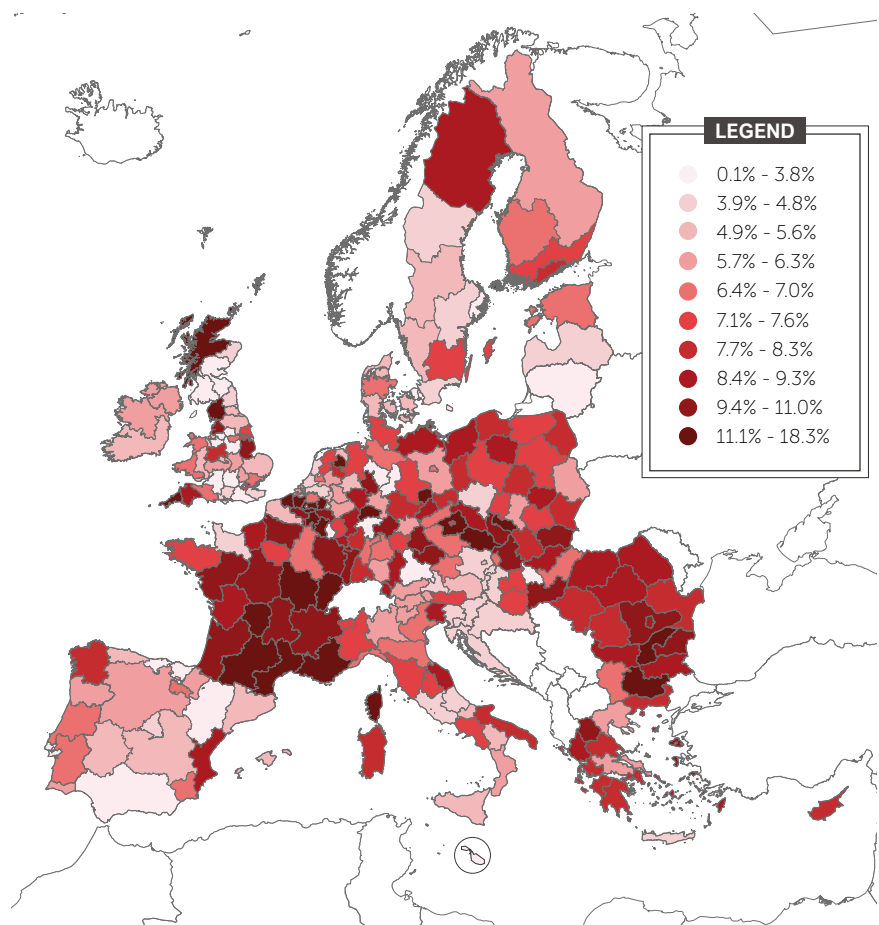 LEGEND
0.1% - 3.8%
3.9% - 4.8%
4.9% - 5.6%
5.7% - 6.3%
6.4% - 7.0%
7.1% - 7.6%
7.7% - 8.3%
8.4% - 9.3%
9.4% - 11.0%
11.1% - 18.3%